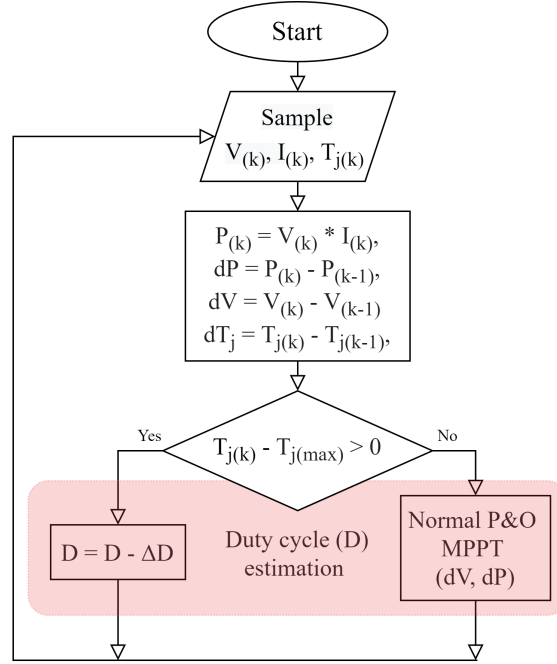 Start
Sample
V(k), I(k), Tj(k)
P(k) = V(k) * I(k),
dP = P(k) - P(k-1),
dV = V(k) - V(k-1)
dTj = Tj(k) - Tj(k-1),
Yes
Tj(k) - Tj(max) > 0
No
D = D - ΔD
Duty cycle (D)
estimation
Normal P&O
MPPT
(dV, dP)